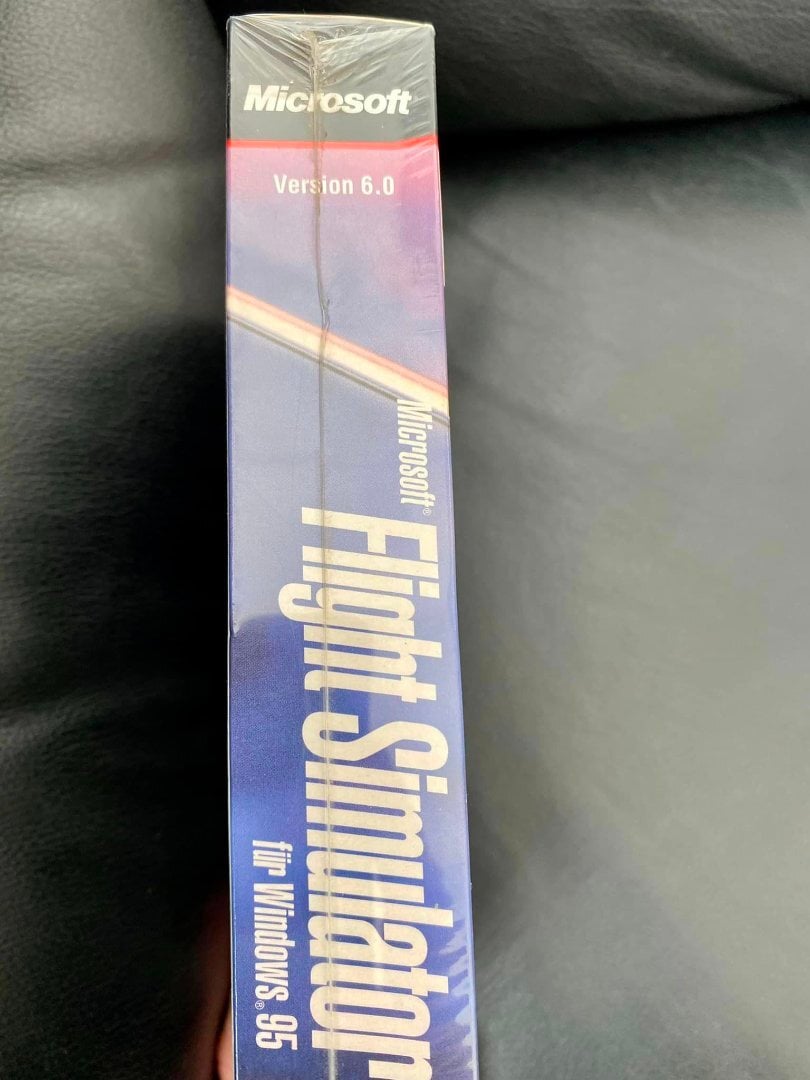 Microsoft
Version 6.0
Microsoft®
Flight Simulator
für Windows® 95